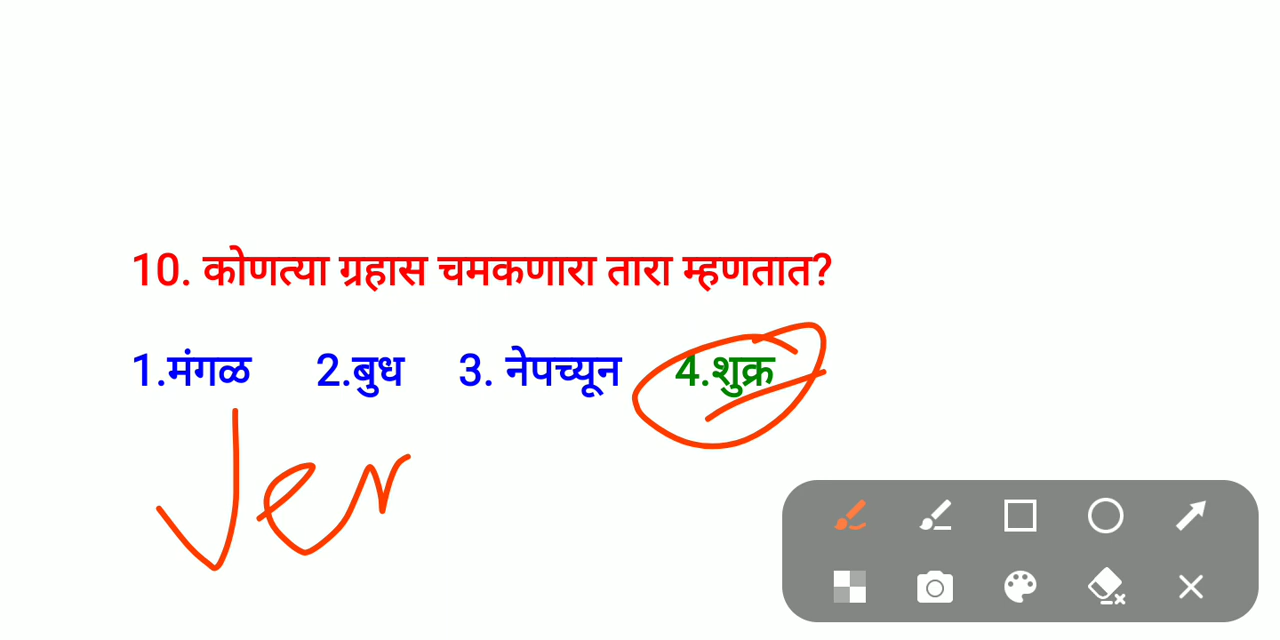 10. कोणत्या ग्रहास चमकणारा तारा म्हणतात?
1.मंगळ 2.बुध 3. नेपच्यून 4.शुक्र
Ver